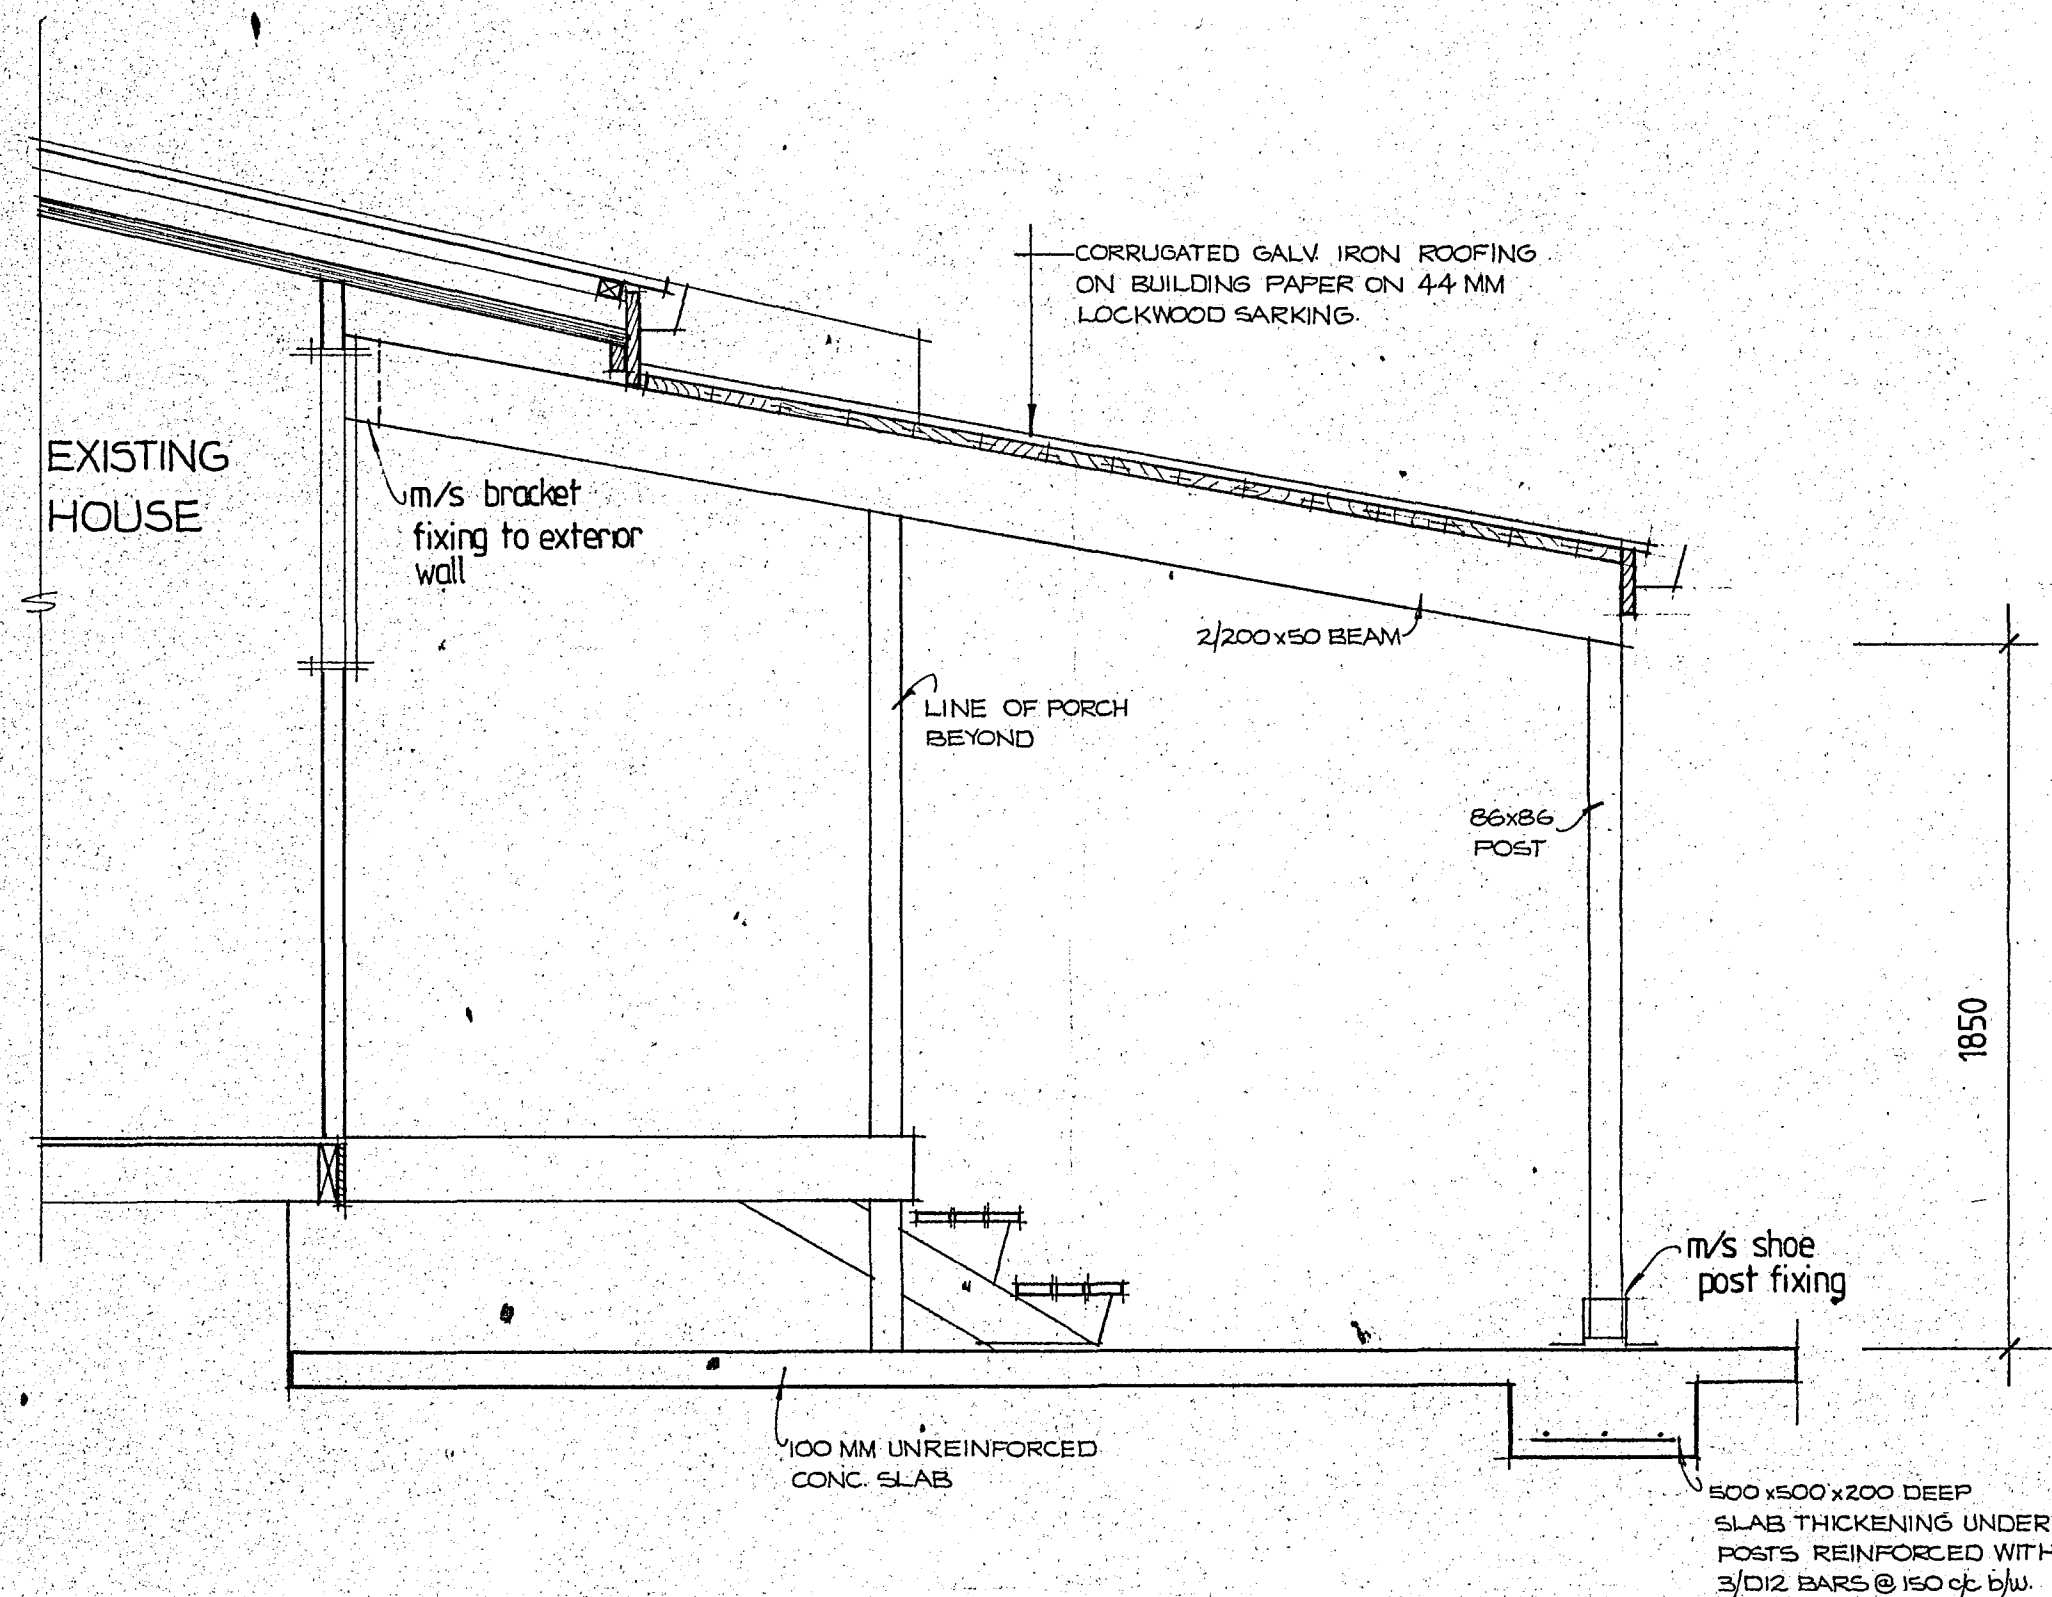 CORRUGATED GALV. IRON ROOFING
ON BUILDING PAPER ON 44 MM
LOCKWOOD SARKING.
EXISTING
HOUSE
m/s bracket
fixing to exterior
wall
2/200x50 BEAM
LINE OF PORCH
BEYOND
86x86
POST
1850
m/s shoe
post fixing
100 MM UNREINFORCED
CONC. SLAB
500x500x200 DEEP
SLAB THICKENING UNDER
POSTS REINFORCED WITH
3/D12 BARS @ 150 c/c b/w.